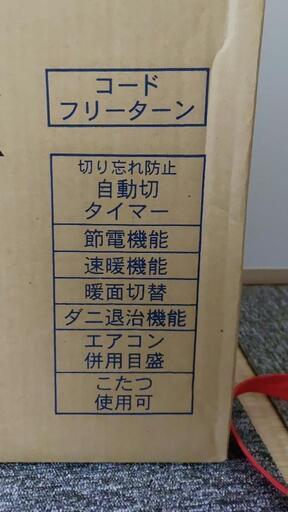 コード
フリーターン
切り忘れ防止
自動切
タイマー
節電機能
速暖機能
暖面切替
ダニ退治機能
エアコン
併用目盛
こたつ
使用可